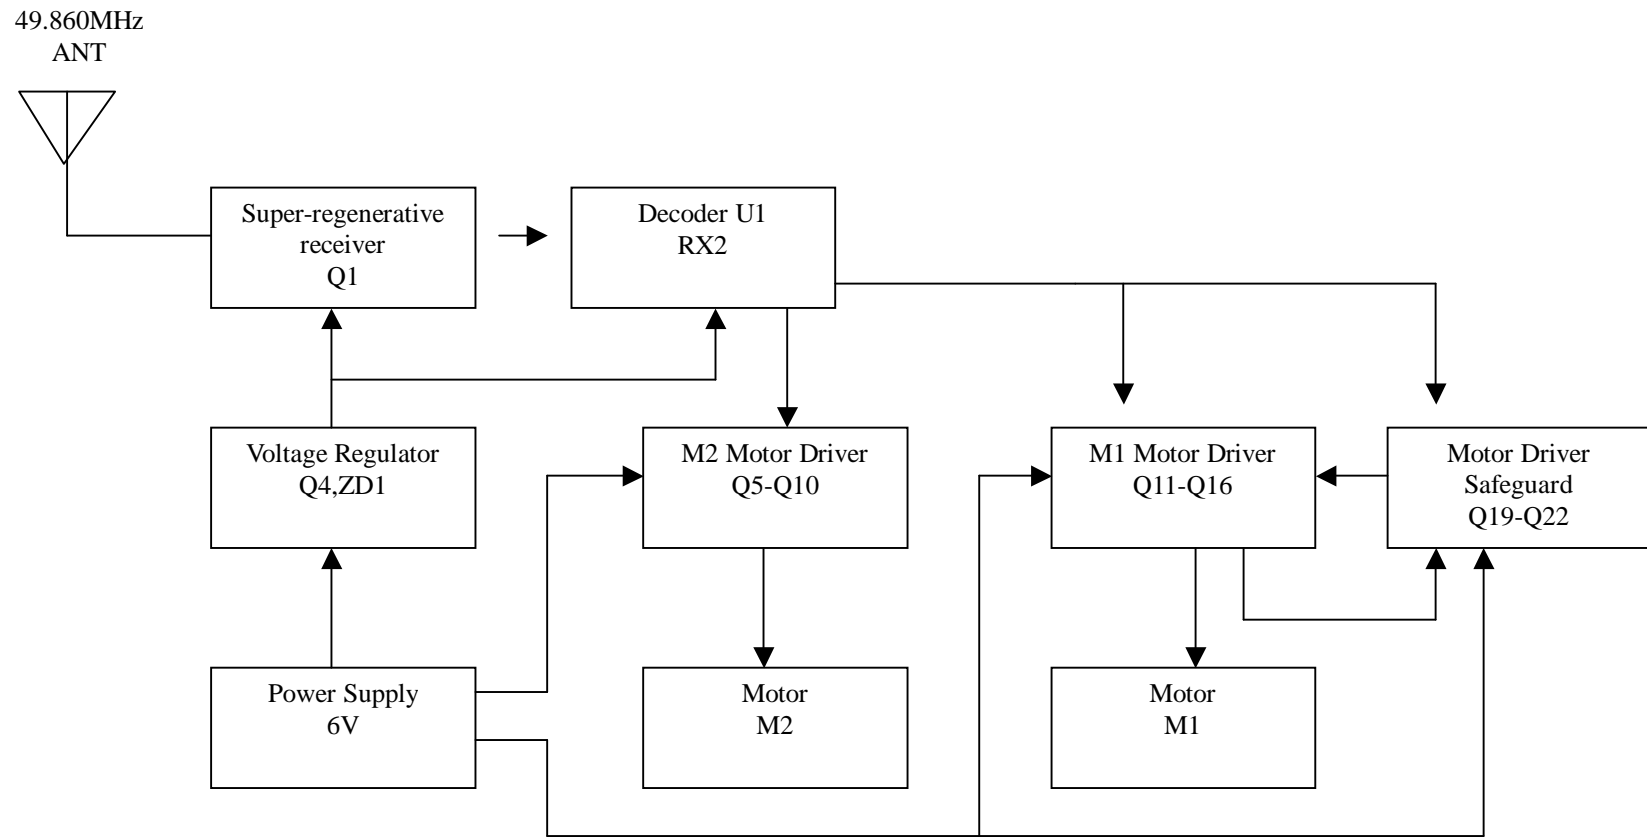 49.860MHz
ANT
Super-regenerative
receiver
Q1
Decoder U1
RX2
Voltage Regulator
Q4,ZD1
M2 Motor Driver
Q5-Q10
M1 Motor Driver
Q11-Q16
Motor Driver
Safeguard
Q19-Q22
Power Supply
6V
Motor
M2
Motor
M1